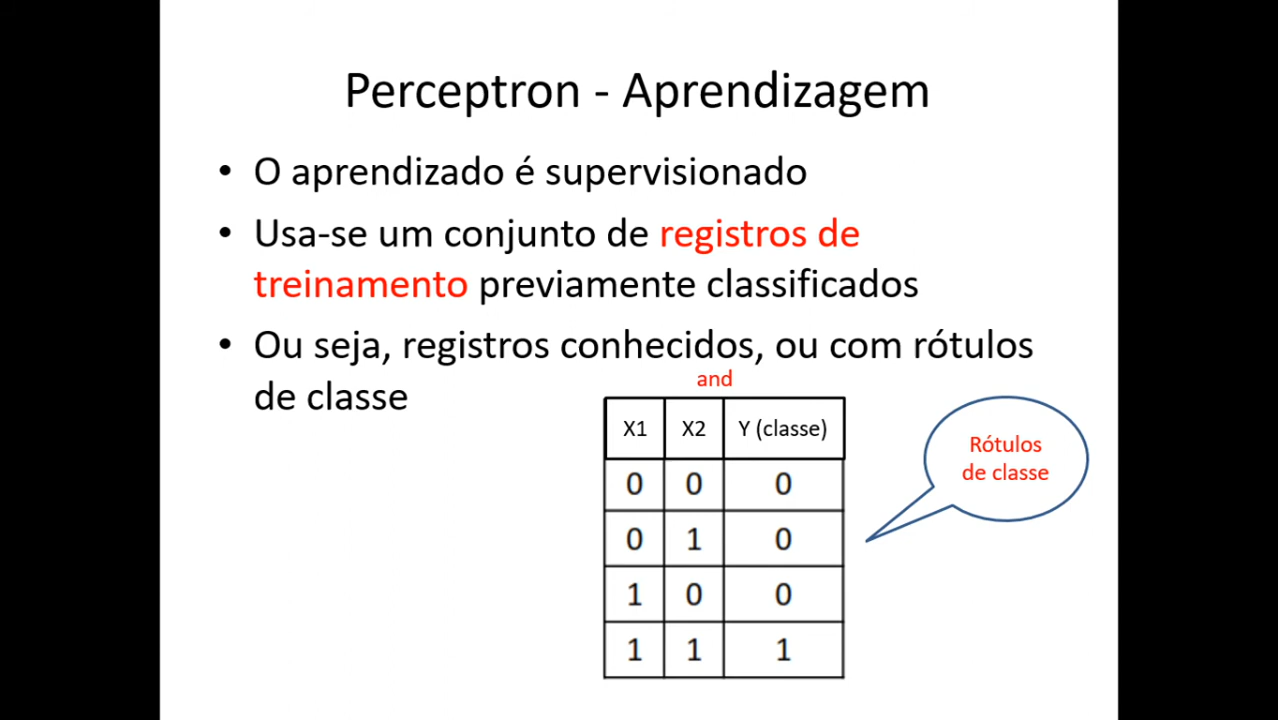 Perceptron - Aprendizagem
• O aprendizado é supervisionado
• Usa-se um conjunto de registros de
treinamento previamente classificados
• Ou seja, registros conhecidos, ou com rótulos
de classe
and
X1 X2 Y (classe)
0 0 0
0 1 0
1 0 0
1 1 1
Rótulos
de classe